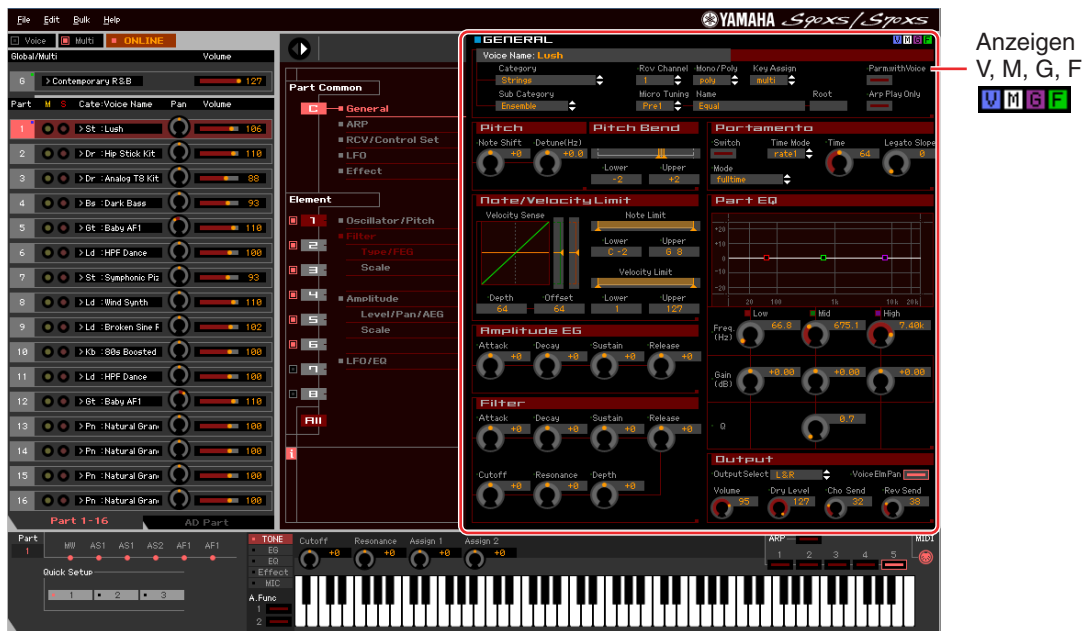 File Edit Bulk Help
YAMAHA S90XS/S70XS
Voice Multi ONLINE
Global/Multi Volume
G >Contemporary R&B 127
Part M S Cate:Voice Name Pan Volume
1 >St :Lush 106
2 >Dr :Hip Stick Kit 110
3 >Dr :Analog T8 Kit 88
4 >Bs :Dark Bass 93
5 >Gt :Baby AF1 110
6 >Ld :HPF Dance 100
7 >St :Symphonic Piz 93
8 >Ld :Wind Synth 110
9 >Ld :Broken Sine F 102
10 >Kb :80s Boosted 100
11 >Ld :HPF Dance 100
12 >Gt :Baby AF1 110
13 >Pn :Natural Gran 100
14 >Pn :Natural Gran 100
15 >Pn :Natural Gran 100
16 >Pn :Natural Gran 100
Part 1-16 AD Part
Part Common
C General
ARP
RCV/Control Set
LFO
Effect
Element
1 Oscillator/Pitch
2 Filter
Type/FEG
3 Scale
4 Amplitude
5 Level/Pan/AEG
Scale
6
7 LFO/EQ
8
All
i
GENERAL V M G F
Voice Name: Lush
Category Rcv Channel Mono/Poly Key Assign ParmwithVoice
Strings 1 poly multi
Sub Category Micro Tuning Name Root Arp Play Only
Ensemble Pre1 Equal
Pitch
Note Shift Detune(Hz)
+0 +0.0
Pitch Bend
Lower Upper
-2 +2
Portamento
Switch Time Mode Time Legato Slope
rate1 64 0
Mode
fulltime
Note/Velocity Limit
Velocity Sense Note Limit
Lower Upper
C -2 G 8
Velocity Limit
Depth Offset Lower Upper
64 64 1 127
Part EQ
+20
+10
0
-10
-20
20 100 1k 10k 20k
Low Mid High
Freq. (Hz) 66.8 675.1 7.40k
Gain (dB) +0.00 +0.00 +0.00
Q 0.7
Amplitude EG
Attack Decay Sustain Release
+0 +0 +0 +0
Filter
Attack Decay Sustain Release
+0 +0 +0 +0
Cutoff Resonance Depth
+0 +0 +0
Output
OutputSelect L&R VoiceElmPan
Volume Dry Level Cho Send Rev Send
95 127 32 38
Anzeigen
V, M, G, F
V M G F
Part
1
MW AS1 AS1 AS2 AF1 AF1
Quick Setup
1 2 3
TONE
EG
EQ
Effect
MIC
A.Func
1
2
Cutoff Resonance Assign 1 Assign 2
+0 +0 +0 +0
ARP MIDI
1 2 3 4 5